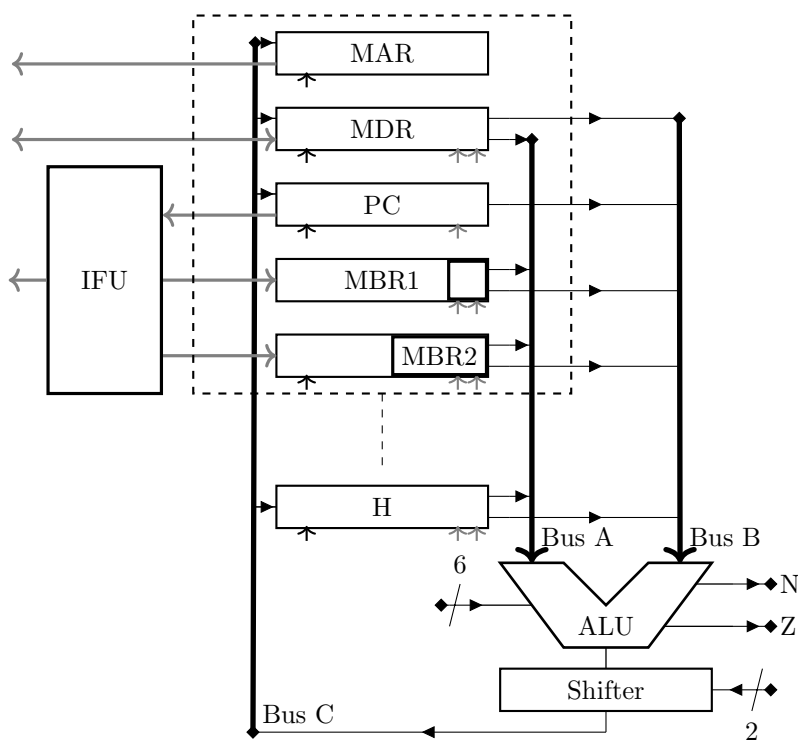 MAR
MDR
PC
IFU
MBR1
MBR2
H
Bus A
Bus B
6
N
ALU
Z
Shifter
Bus C
2